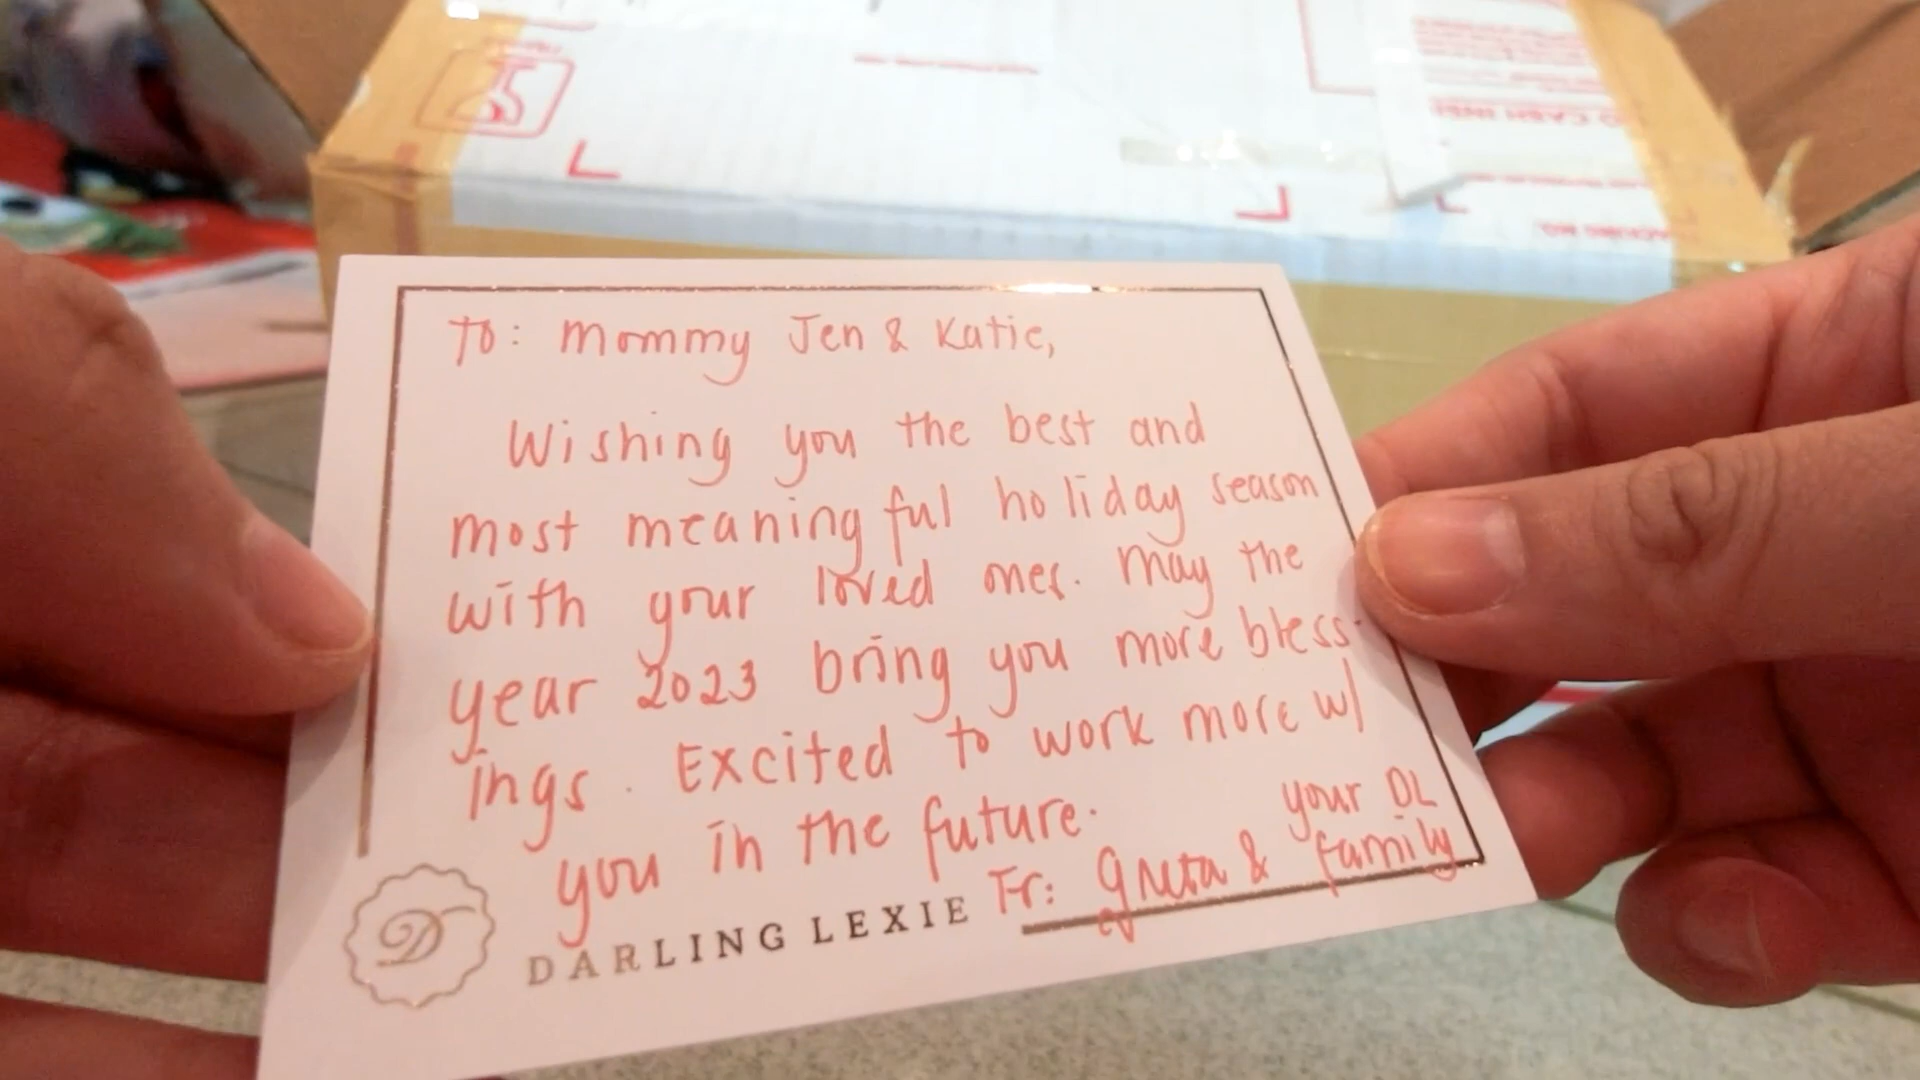 To: Mommy Jen & Katie,
Wishing you the best and
most meaningful holiday season
with your loved ones. May the
year 2023 bring you more bless-
ings. Excited to work more w/
you in the future.
Fr: Greta & your DL
family
D
DARLING LEXIE